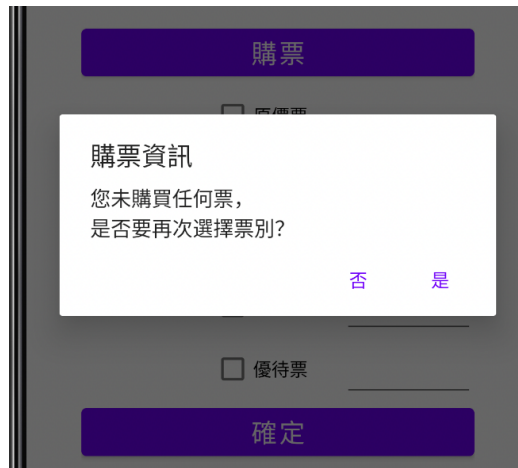 購票
原價票
購票資訊
您未購買任何票，
是否要再次選擇票別？
否 是
優待票
確定